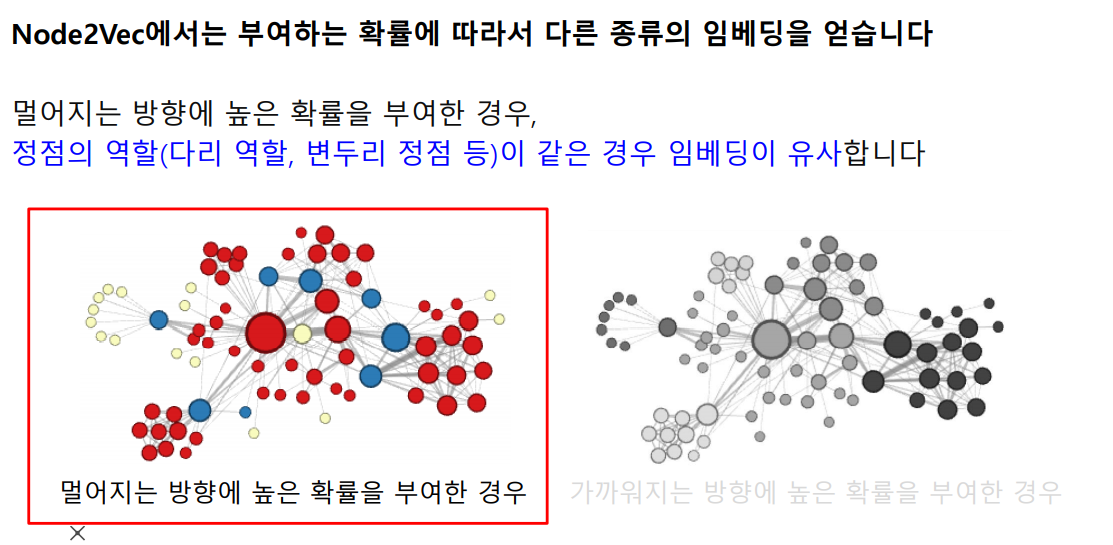 Node2Vec에서는 부여하는 확률에 따라서 다른 종류의 임베딩을 얻습니다
멀어지는 방향에 높은 확률을 부여한 경우,
정점의 역할(다리 역할, 변두리 정점 등)이 같은 경우 임베딩이 유사합니다
멀어지는 방향에 높은 확률을 부여한 경우
가까워지는 방향에 높은 확률을 부여한 경우